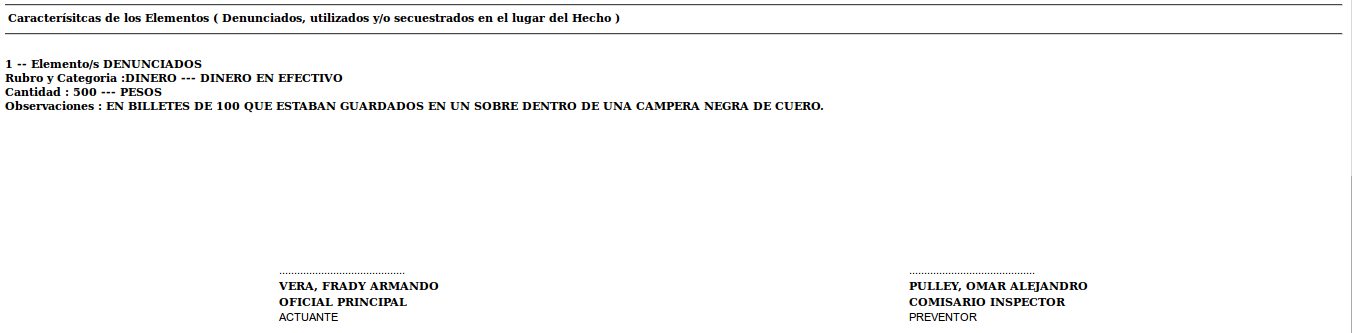 Caracterísitcas de los Elementos ( Denunciados, utilizados y/o secuestrados en el lugar del Hecho )
1 -- Elemento/s DENUNCIADOS
Rubro y Categoria :DINERO --- DINERO EN EFECTIVO
Cantidad : 500 --- PESOS
Observaciones : EN BILLETES DE 100 QUE ESTABAN GUARDADOS EN UN SOBRE DENTRO DE UNA CAMPERA NEGRA DE CUERO.
..........................................
VERA, FRADY ARMANDO
OFICIAL PRINCIPAL
ACTUANTE
..........................................
PULLEY, OMAR ALEJANDRO
COMISARIO INSPECTOR
PREVENTOR